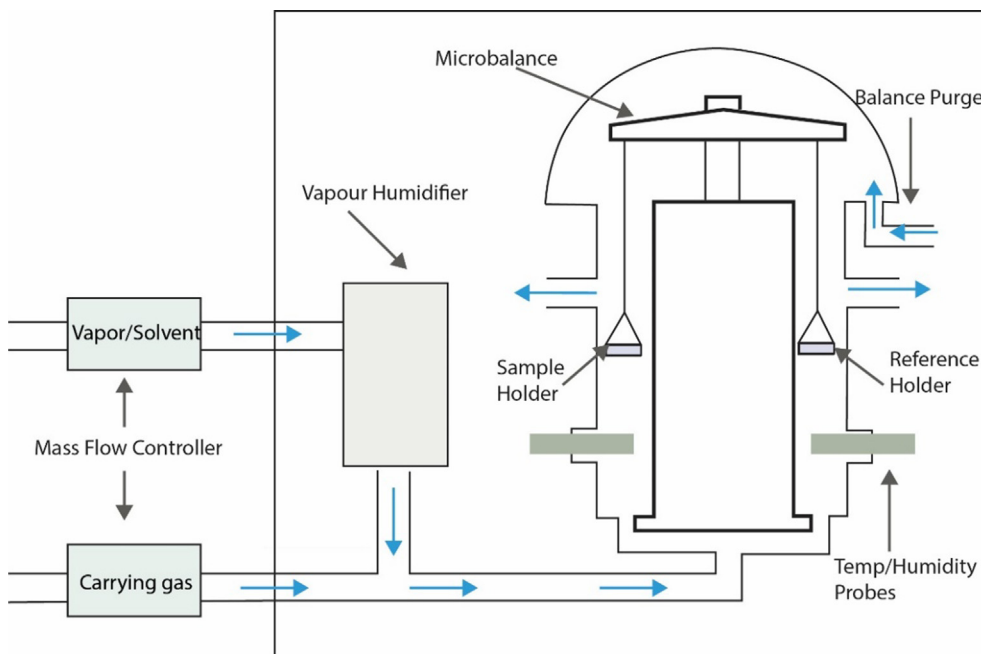 Microbalance
Balance Purge
Vapour Humidifier
Vapor/Solvent
Sample
Holder
Reference
Holder
Mass Flow Controller
Carrying gas
Temp/Humidity
Probes